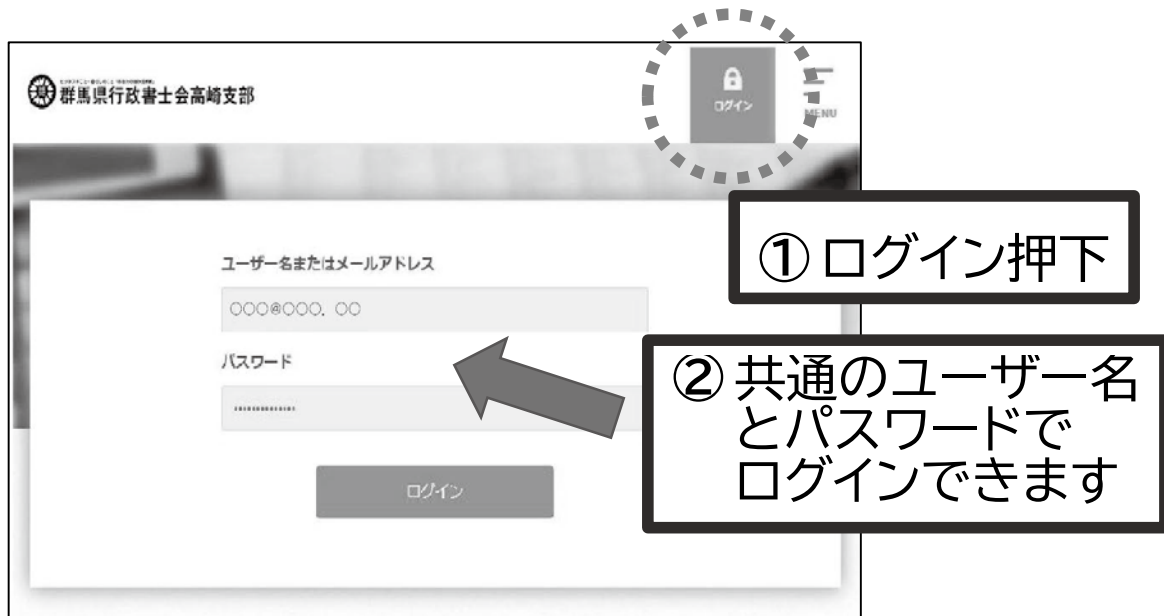 群馬県行政書士会高崎支部
ログイン
MENU
ユーザー名またはメールアドレス
○○○@○○○. ○○
パスワード
ログイン
① ログイン押下
② 共通のユーザー名
とパスワードで
ログインできます